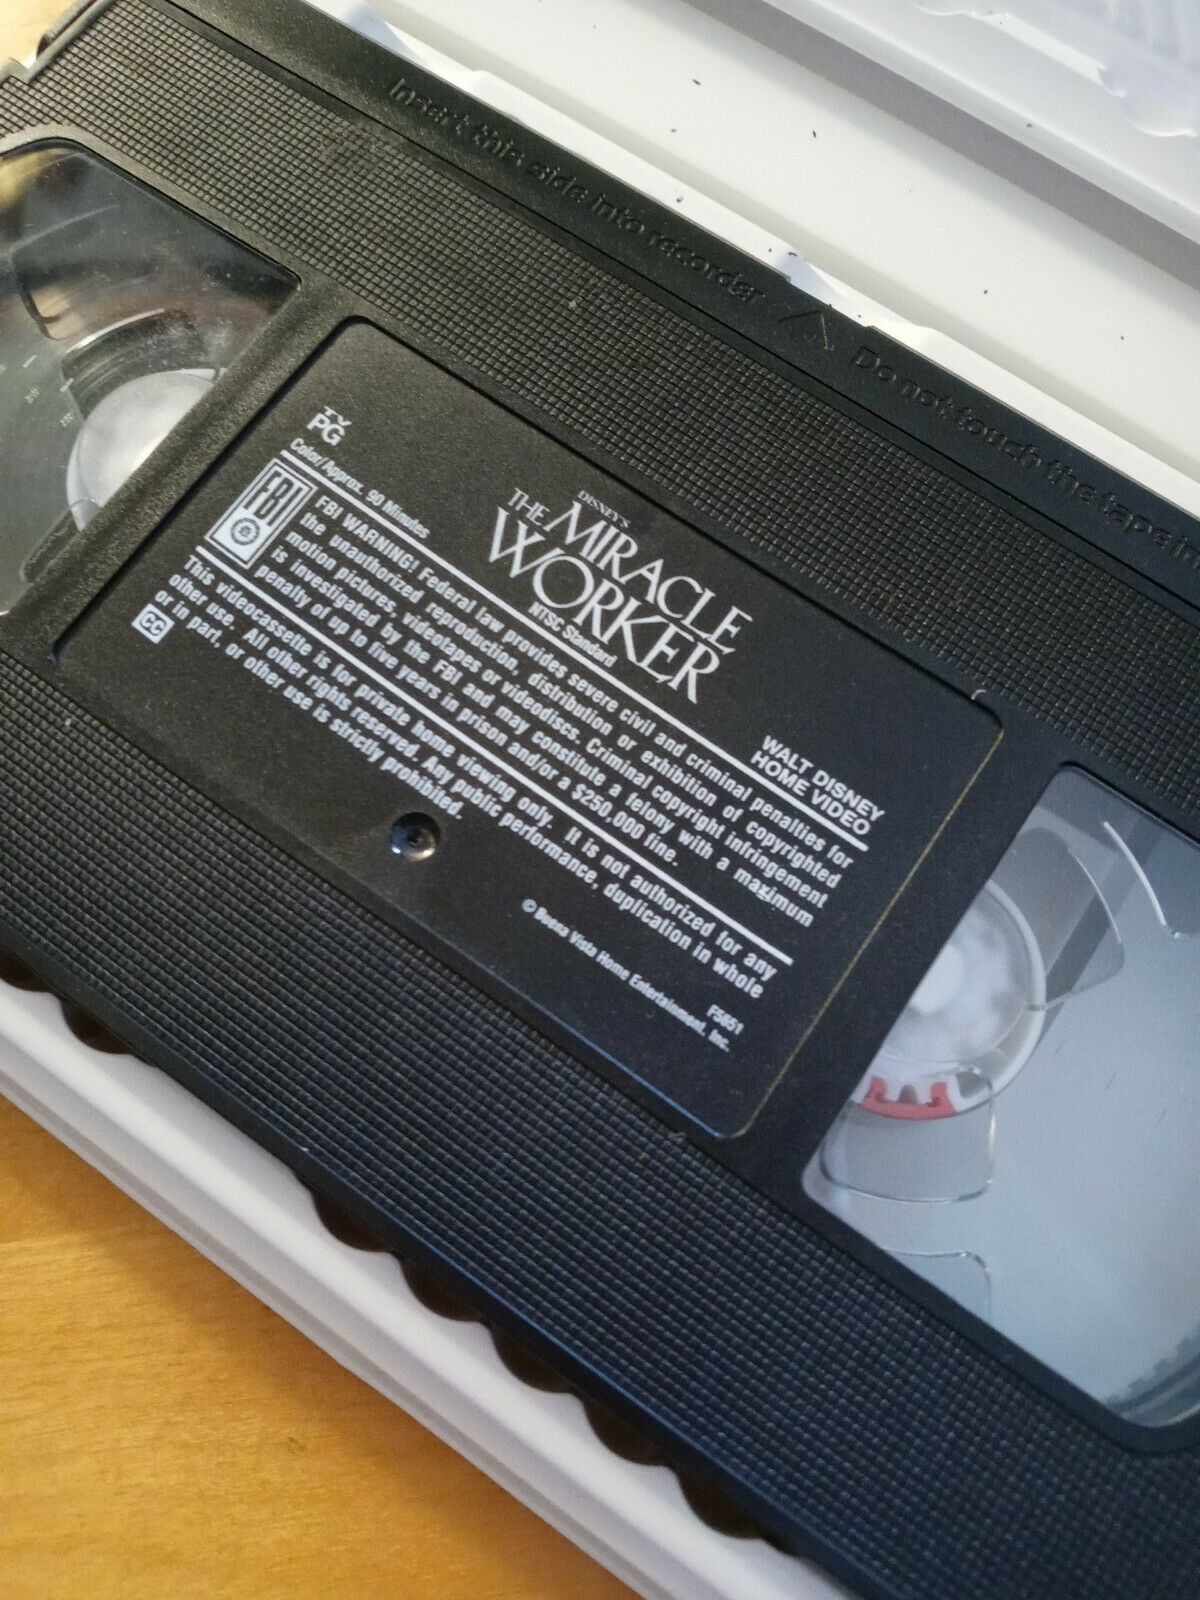 Insert this side into recorder
Do not touch the tape in
TV
PG
Color/Approx. 90 Minutes
DISNEY'S
THE MIRACLE
WORKER
NTSC Standard
WALT DISNEY
HOME VIDEO
FBI
FBI WARNING! Federal law provides severe civil and criminal penalties for
the unauthorized reproduction, distribution or exhibition of copyrighted
motion pictures, videotapes or videodiscs. Criminal copyright infringement
is investigated by the FBI and may constitute a felony with a maximum
penalty of up to five years in prison and/or a $250,000 fine.
This videocassette is for private home viewing only. It is not authorized for any
other use. All other rights reserved. Any public performance, duplication in whole
or in part, or other use is strictly prohibited.
CC
F5651
© Buena Vista Home Entertainment, Inc.